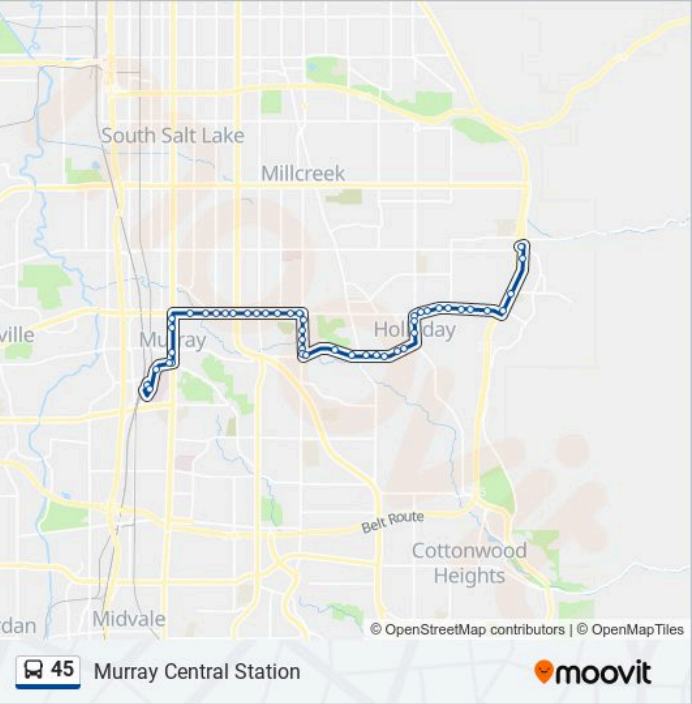 South Salt Lake
Millcreek
ville
Murray
Holladay
Belt Route
Cottonwood
Heights
rdan
Midvale
© OpenStreetMap contributors | © OpenMapTiles
45 Murray Central Station
moovit